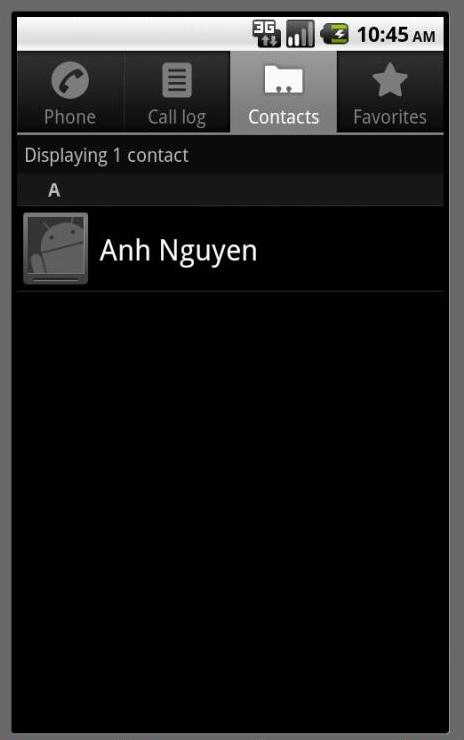 3G 10:45 AM
Phone Call log Contacts Favorites
Displaying 1 contact
A
Anh Nguyen